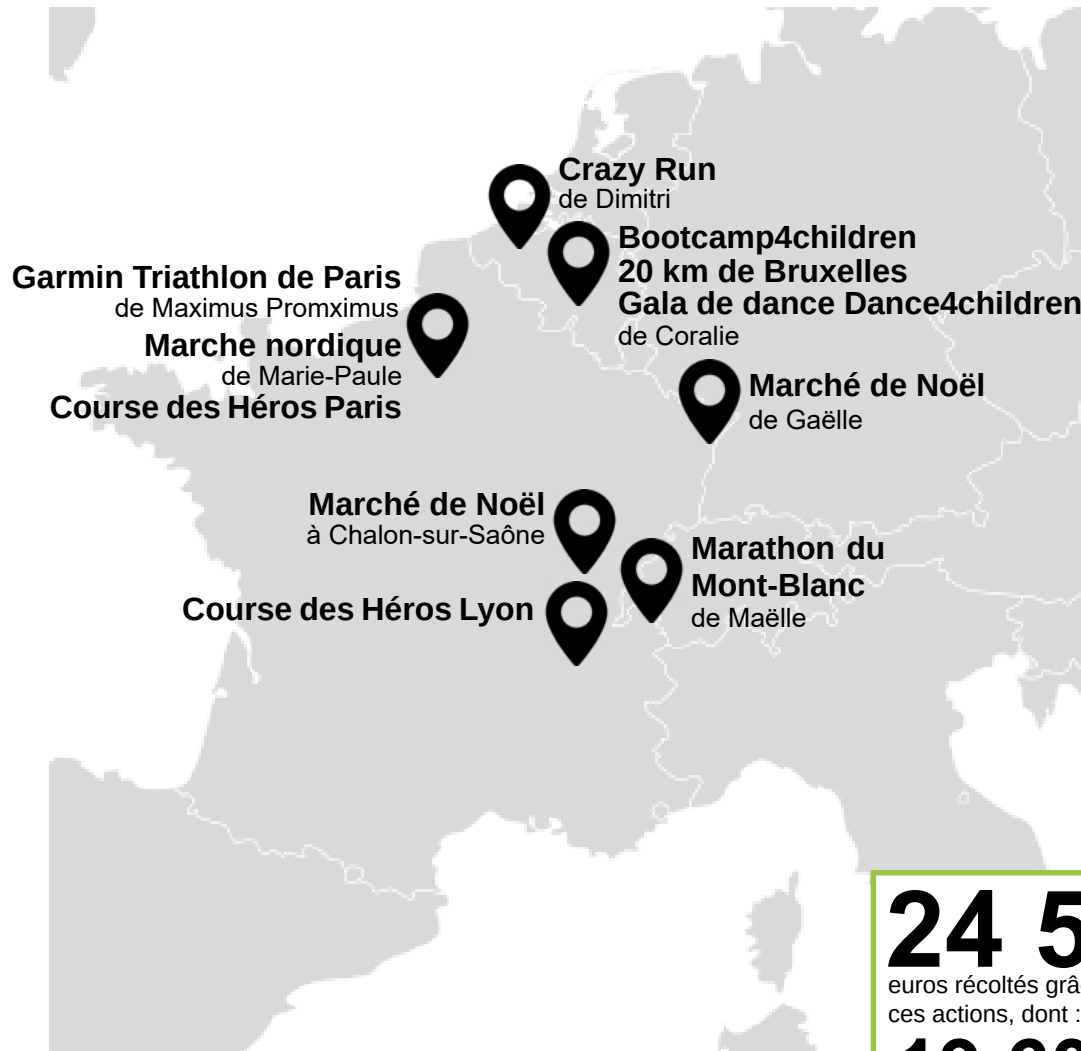 Crazy Run
de Dimitri
Bootcamp4children
20 km de Bruxelles
Gala de dance Dance4children
de Coralie
Garmin Triathlon de Paris
de Maximus Promximus
Marche nordique
de Marie-Paule
Course des Héros Paris
Marché de Noël
de Gaëlle
Marché de Noël
à Chalon-sur-Saône
Marathon du
Mont-Blanc
de Maëlle
Course des Héros Lyon
24 5
euros récoltés
ces actions, dont :